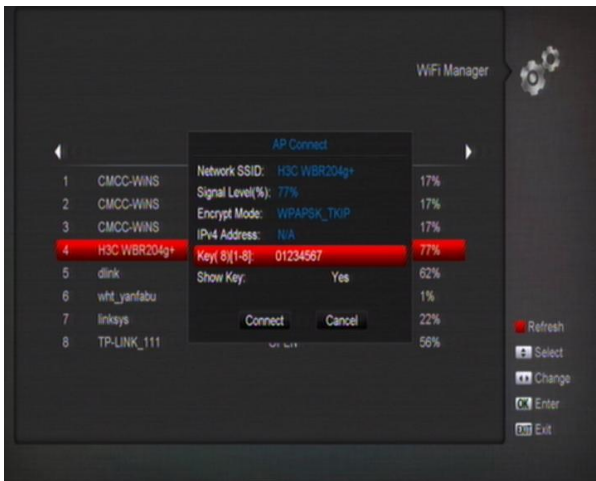 WiFi Manager
AP Connect
Network SSID: H3C WBR204g+
Signal Level(%): 77%
Encrypt Mode: WPAPSK_TKIP
IPv4 Address: N/A
Key( 8)[1-8]: 01234567
Show Key: Yes
Connect Cancel
1 CMCC-WiNS 17%
2 CMCC-WiNS 17%
3 CMCC-WiNS 17%
4 H3C WBR204g+ 77%
5 dlink 62%
6 wht_yanfabu 1%
7 linksys 22%
8 TP-LINK_111 OPEN 56%
Refresh
Select
Change
OK Enter
EXIT Exit